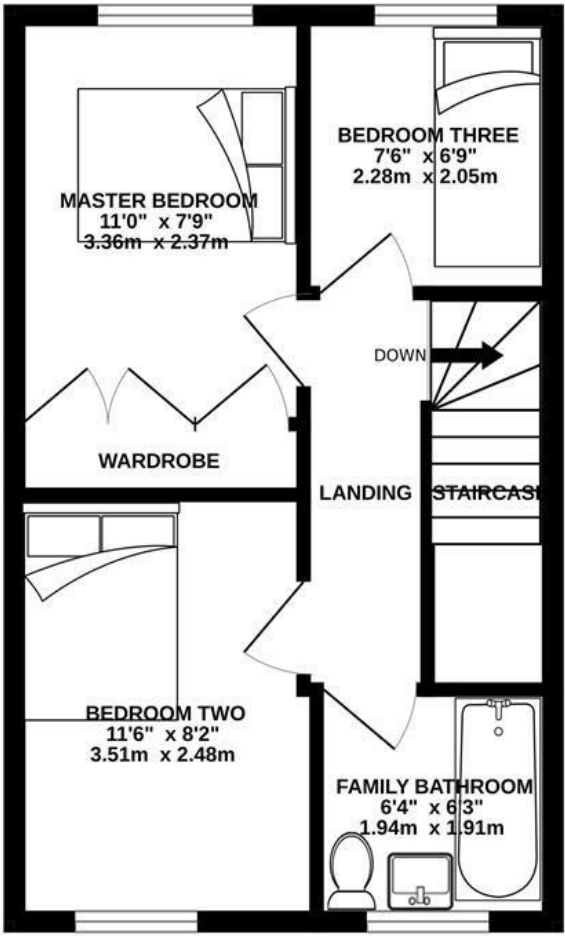 BEDROOM THREE
7'6" x 6'9"
2.28m x 2.05m
MASTER BEDROOM
11'0" x 7'9"
3.36m x 2.37m
DOWN
WARDROBE
LANDING
STAIRCASE
BEDROOM TWO
11'6" x 8'2"
3.51m x 2.48m
FAMILY BATHROOM
6'4" x 6'3"
1.94m x 1.91m